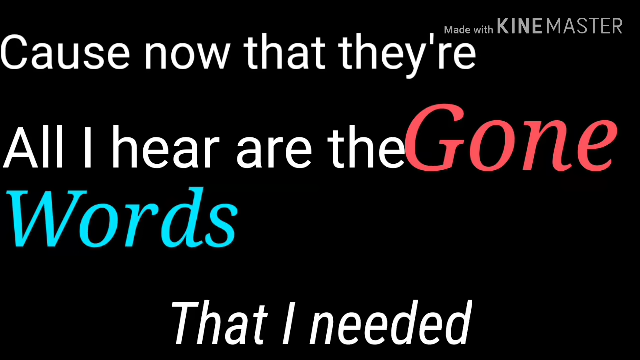 Made with KINEMASTER
Cause now that they're
Gone
All I hear are the
Words
That I needed